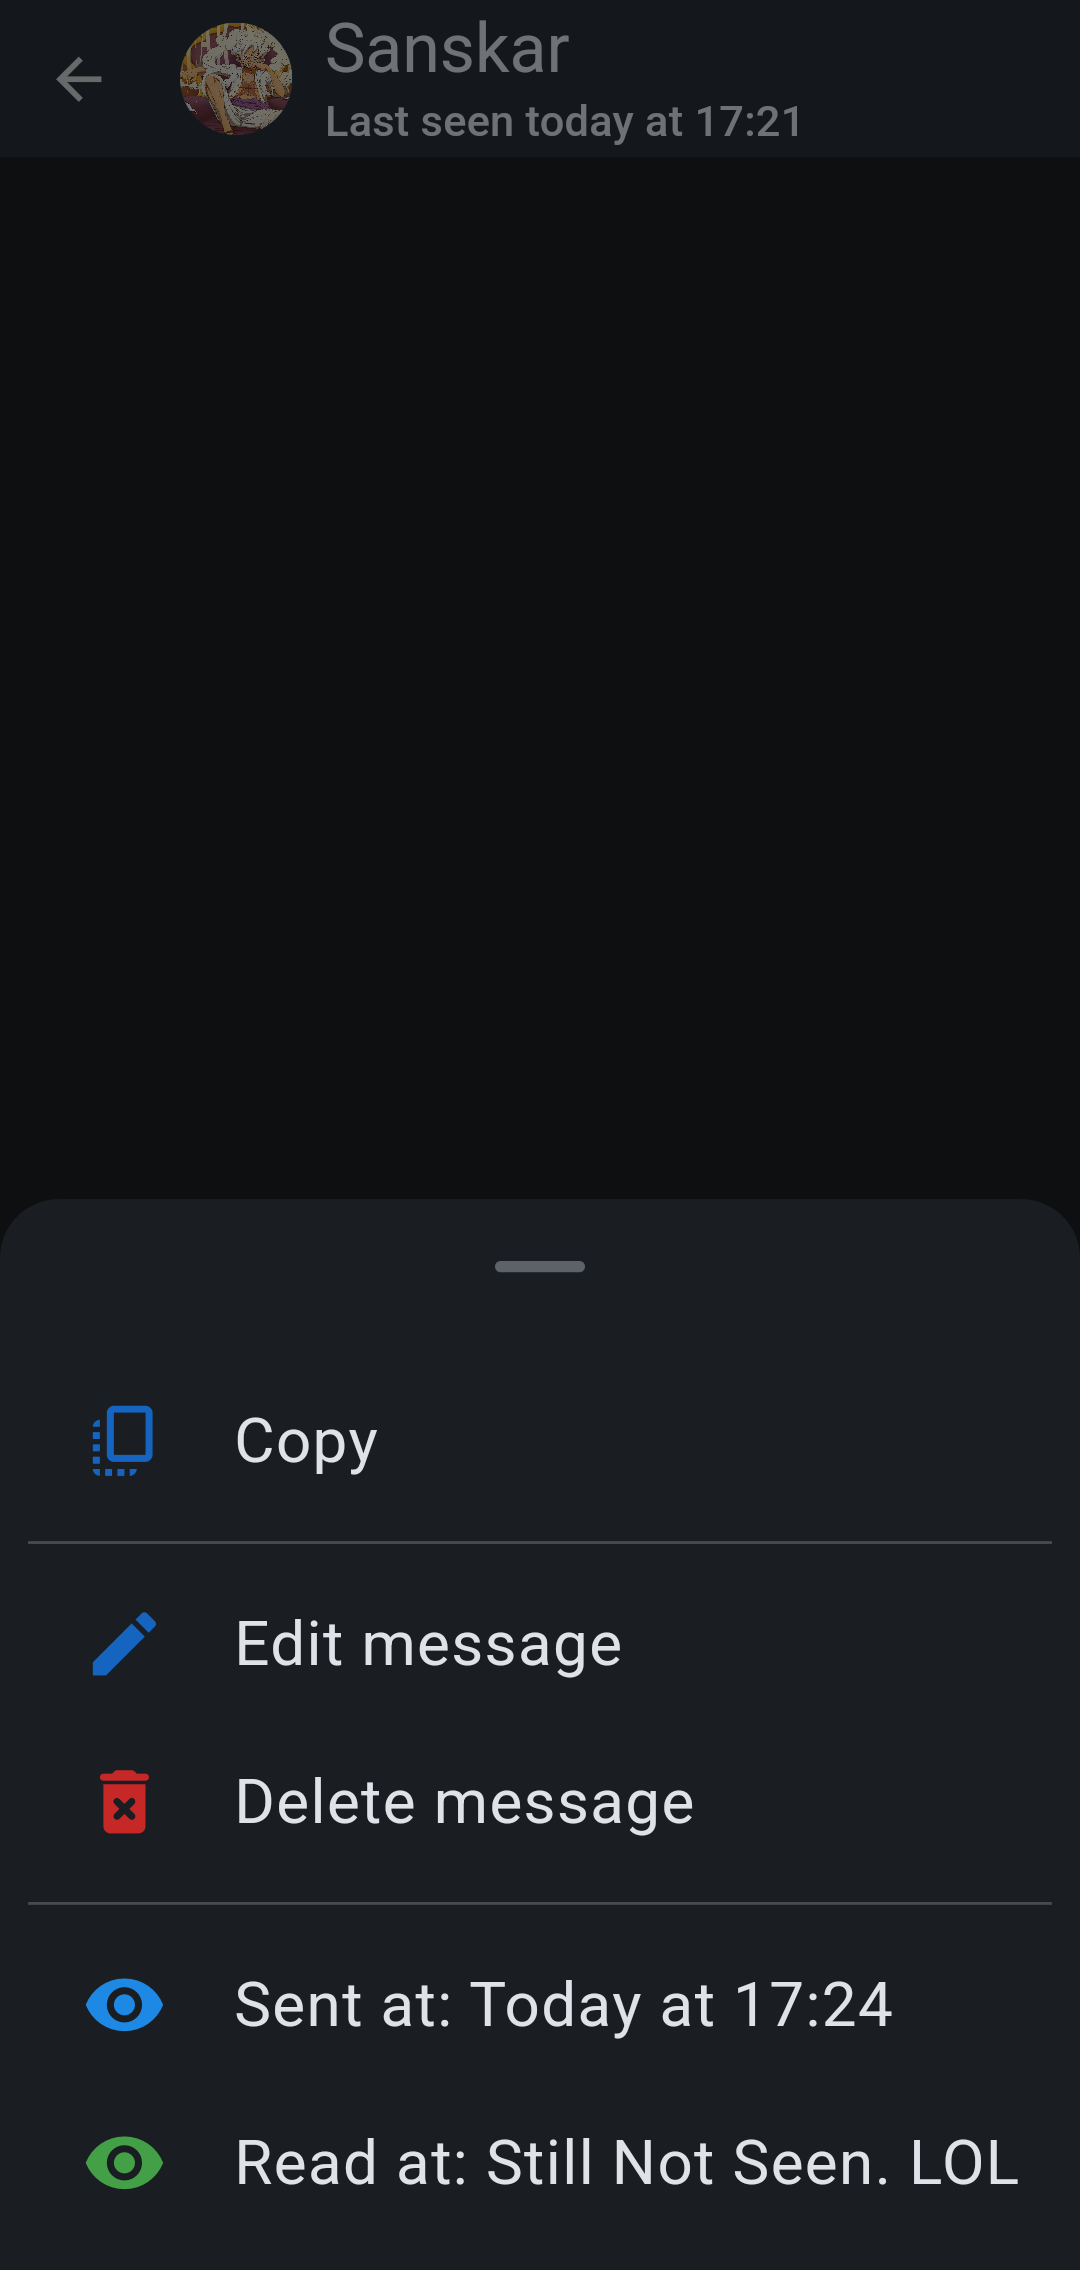 Sanskar
Last seen today at 17:21
Copy
Edit message
Delete message
Sent at: Today at 17:24
Read at: Still Not Seen. LOL